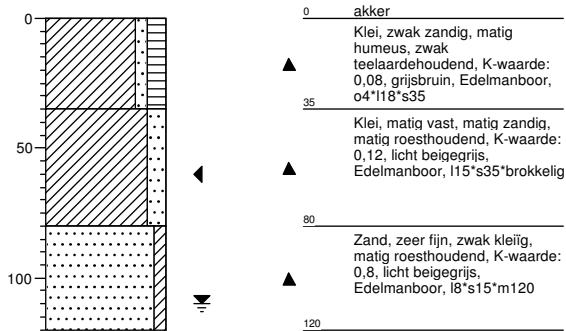 0
50
100
0
akker
Klei, zwak zandig, matig
humeus, zwak
teelaardehoudend, K-waarde:
0,08, grijsbruin, Edelmanboor,
o4*l18*s35
35
Klei, matig vast, matig zandig,
matig roesthoudend, K-waarde:
0,12, licht beigegrijs,
Edelmanboor, l15*s35*brokkelig
80
Zand, zeer fijn, zwak kleiïg,
matig roesthoudend, K-waarde:
0,8, licht beigegrijs,
Edelmanboor, l8*s15*m120
120